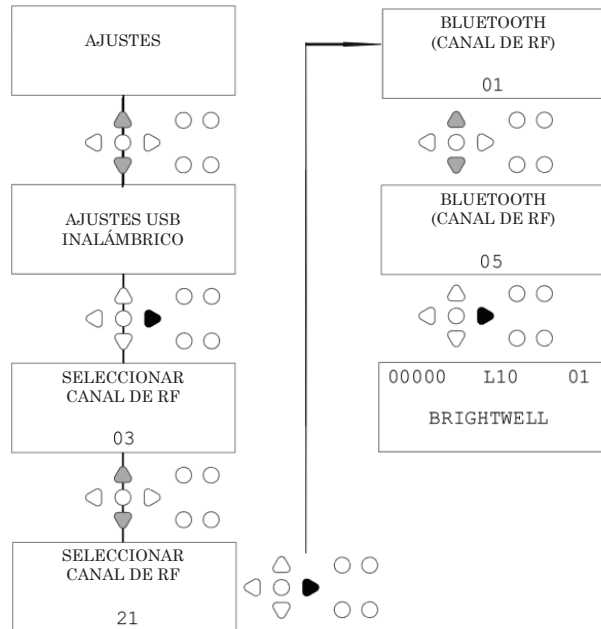 AJUSTES
AJUSTES USB
INALÁMBRICO
SELECCIONAR
CANAL DE RF
03
SELECCIONAR
CANAL DE RF
21
BLUETOOTH
(CANAL DE RF)
01
BLUETOOTH
(CANAL DE RF)
05
00000 L10 01
BRIGHTWELL